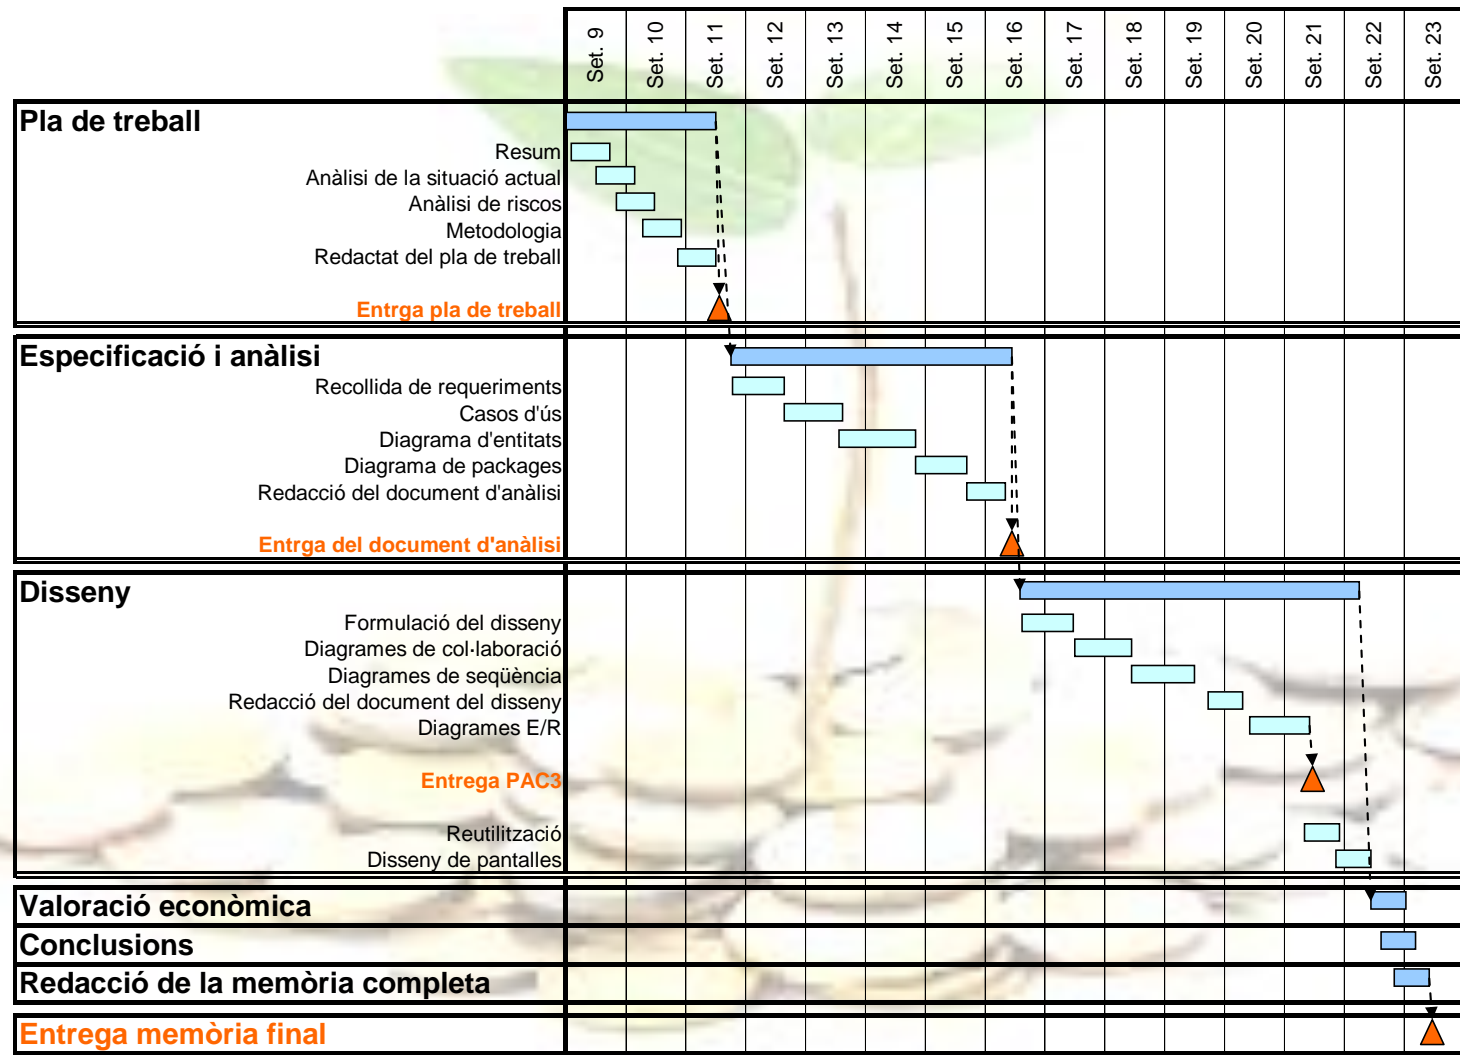 Set. 9
Set. 10
Set. 11
Set. 12
Set. 13
Set. 14
Set. 15
Set. 16
Set. 17
Set. 18
Set. 19
Set. 20
Set. 21
Set. 22
Set. 23
Pla de treball
Resum
Anàlisi de la situació actual
Anàlisi de riscos
Metodologia
Redactat del pla de treball
Entrga pla de treball
Especificació i anàlisi
Recollida de requeriments
Casos d'ús
Diagrama d'entitats
Diagrama de packages
Redacció del document d'anàlisi
Entrga del document d'anàlisi
Disseny
Formulació del disseny
Diagrames de col·laboració
Diagrames de seqüència
Redacció del document del disseny
Diagrames E/R
Entrega PAC3
Reutilització
Disseny de pantalles
Valoració econòmica
Conclusions
Redacció de la memòria completa
Entrega memòria final